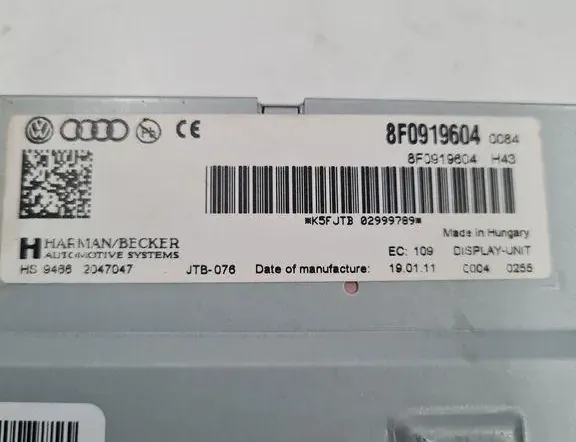 8F0919604 0084
8F0919604 H43
*K5FJTB 02999789*
Made in Hungary
HARMAN/BECKER
AUTOMOTIVE SYSTEMS
EC: 109 DISPLAY-UNIT
HS 9466 2047047 JTB-076 Date of manufacture: 19.01.11 C004 0255